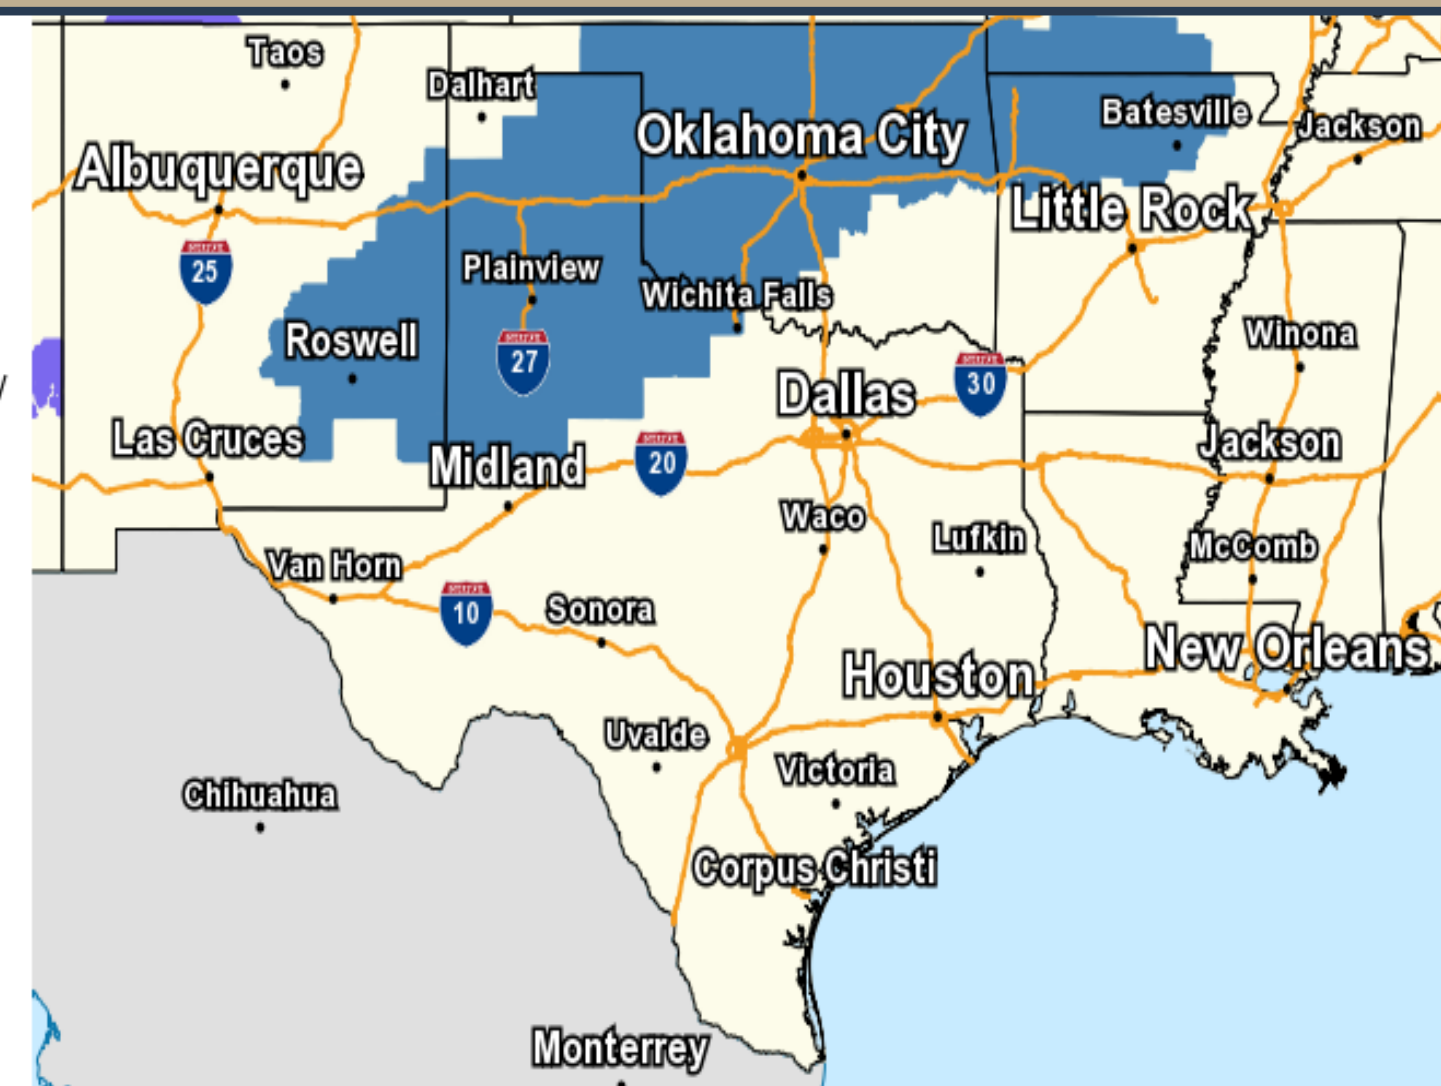 Taos
Dalhart
Oklahoma City
Batesville
Jackson
Albuquerque
Little Rock
25
Plainview
Wichita Falls
Roswell
27
Winona
30
Dallas
Las Cruces
Midland
20
Jackson
Waco
Lufkin
McComb
Van Horn
10
Sonora
New Orleans
Houston
Uvalde
Victoria
Chihuahua
Corpus Christi
Monterrey